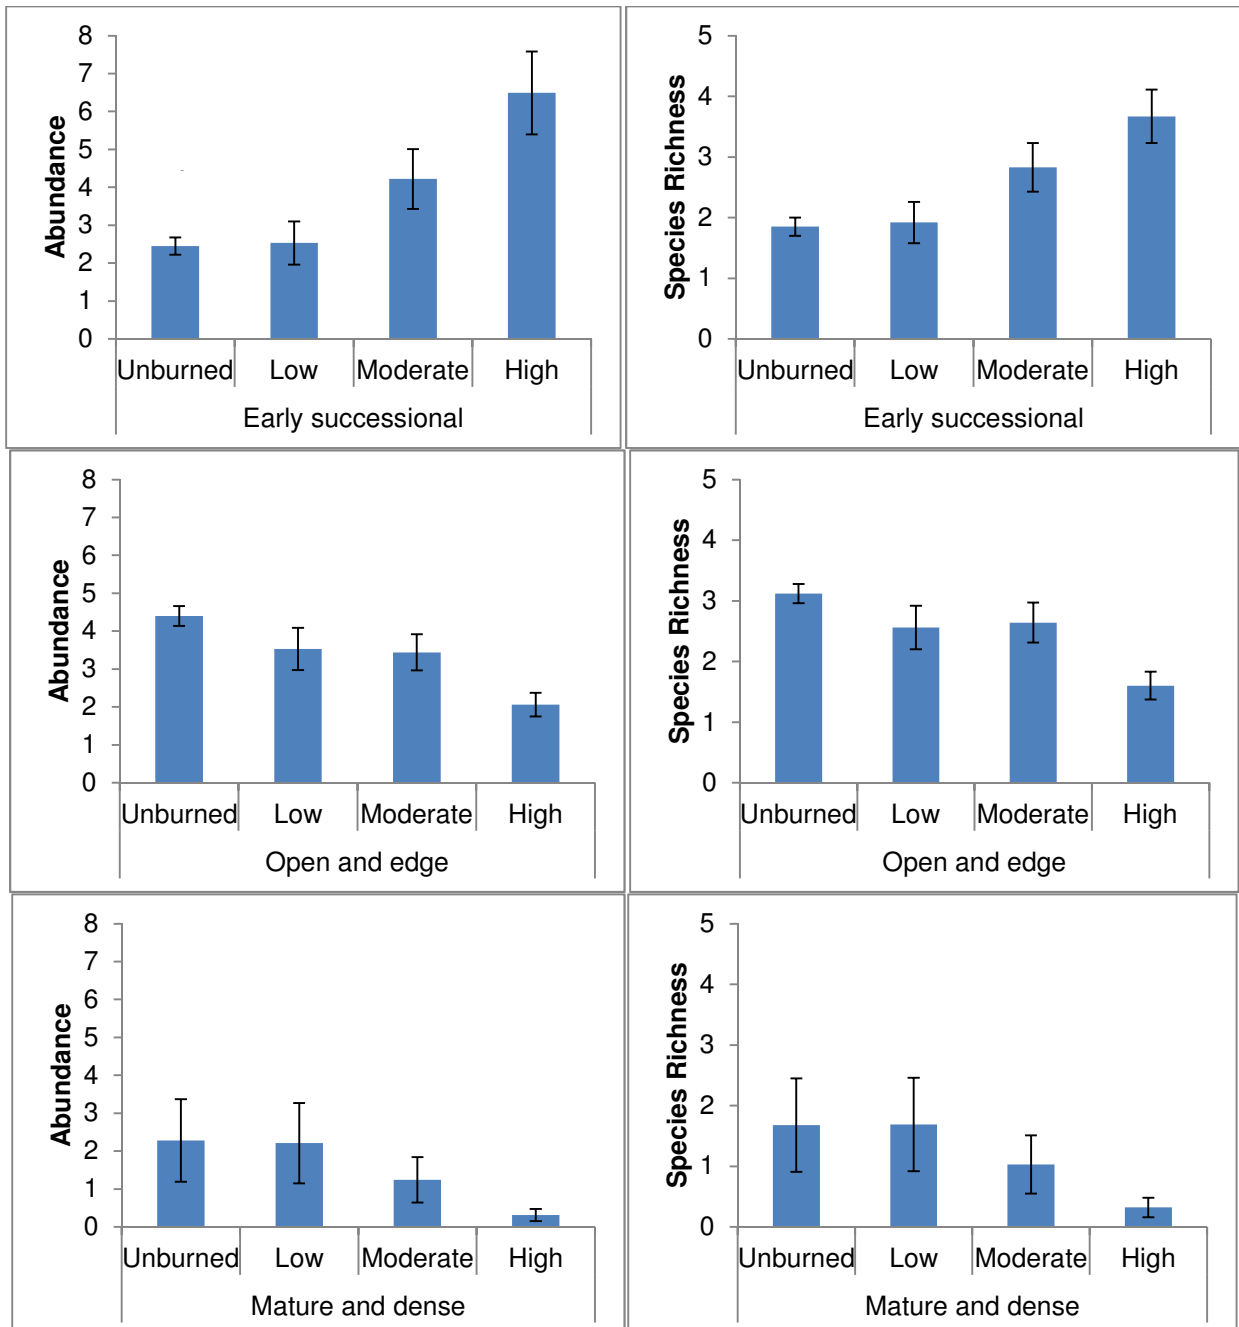 Abundance
8
7
6
5
4
3
2
1
0
Unburned Low Moderate High
Early successional
Species Richness
5
4
3
2
1
0
Unburned Low Moderate High
Early successional
Abundance
8
7
6
5
4
3
2
1
0
Unburned Low Moderate High
Open and edge
Species Richness
5
4
3
2
1
0
Unburned Low Moderate High
Open and edge
Abundance
8
7
6
5
4
3
2
1
0
Unburned Low Moderate High
Mature and dense
Species Richness
5
4
3
2
1
0
Unburned Low Moderate High
Mature and dense